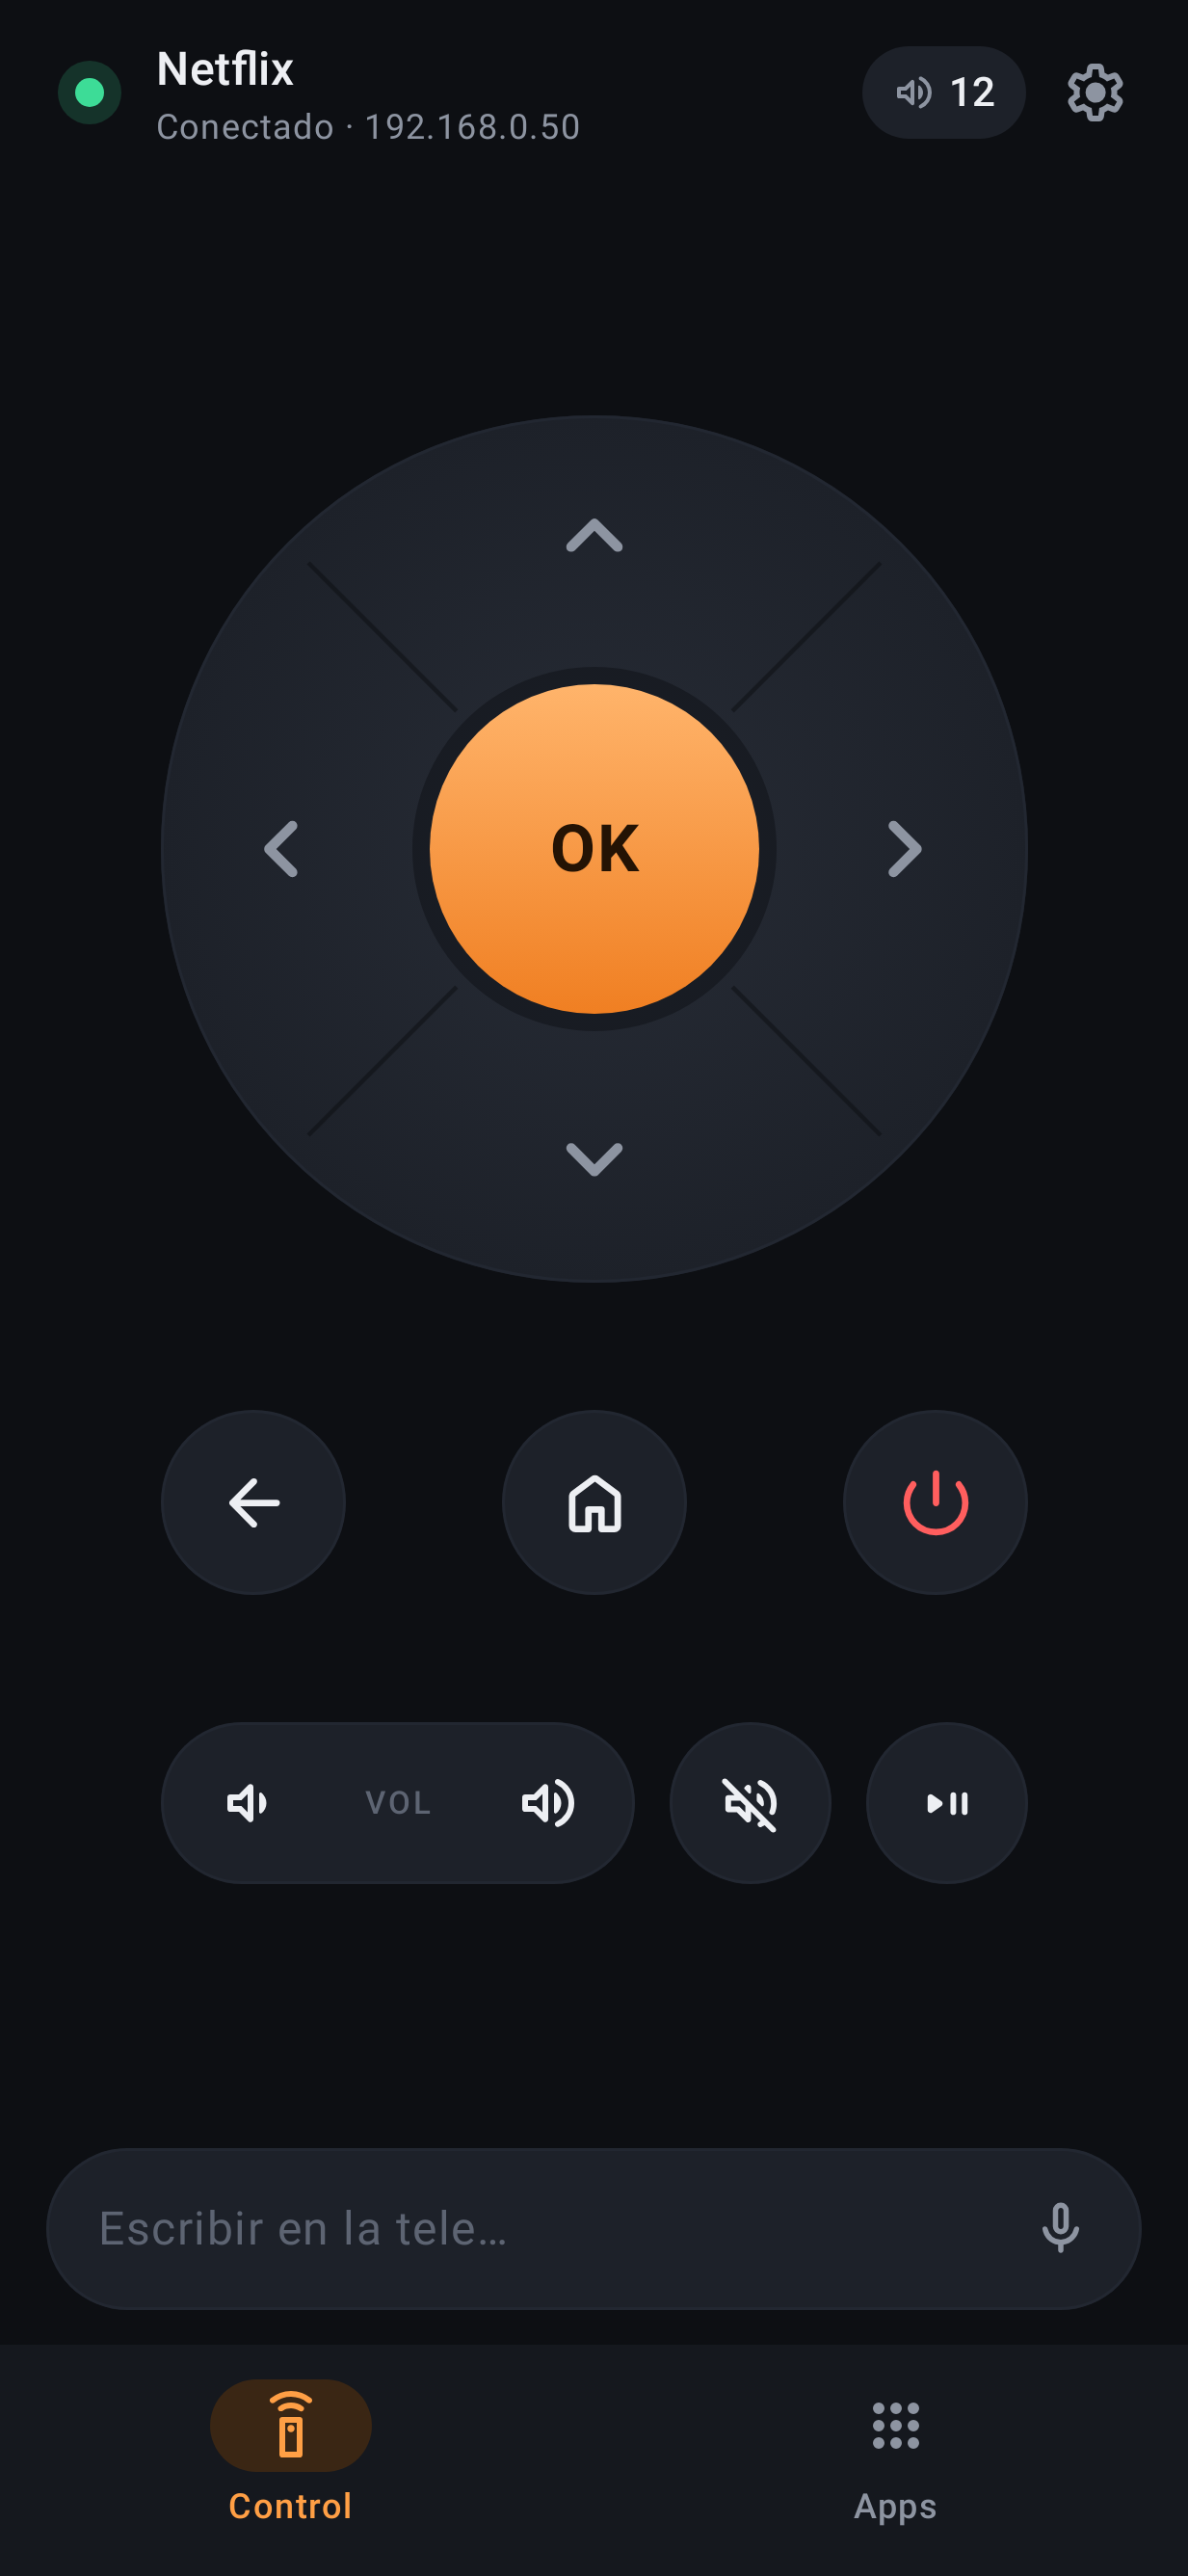 Netflix
Conectado · 192.168.0.50
12
OK
VOL
Escribir en la tele…
Control
Apps